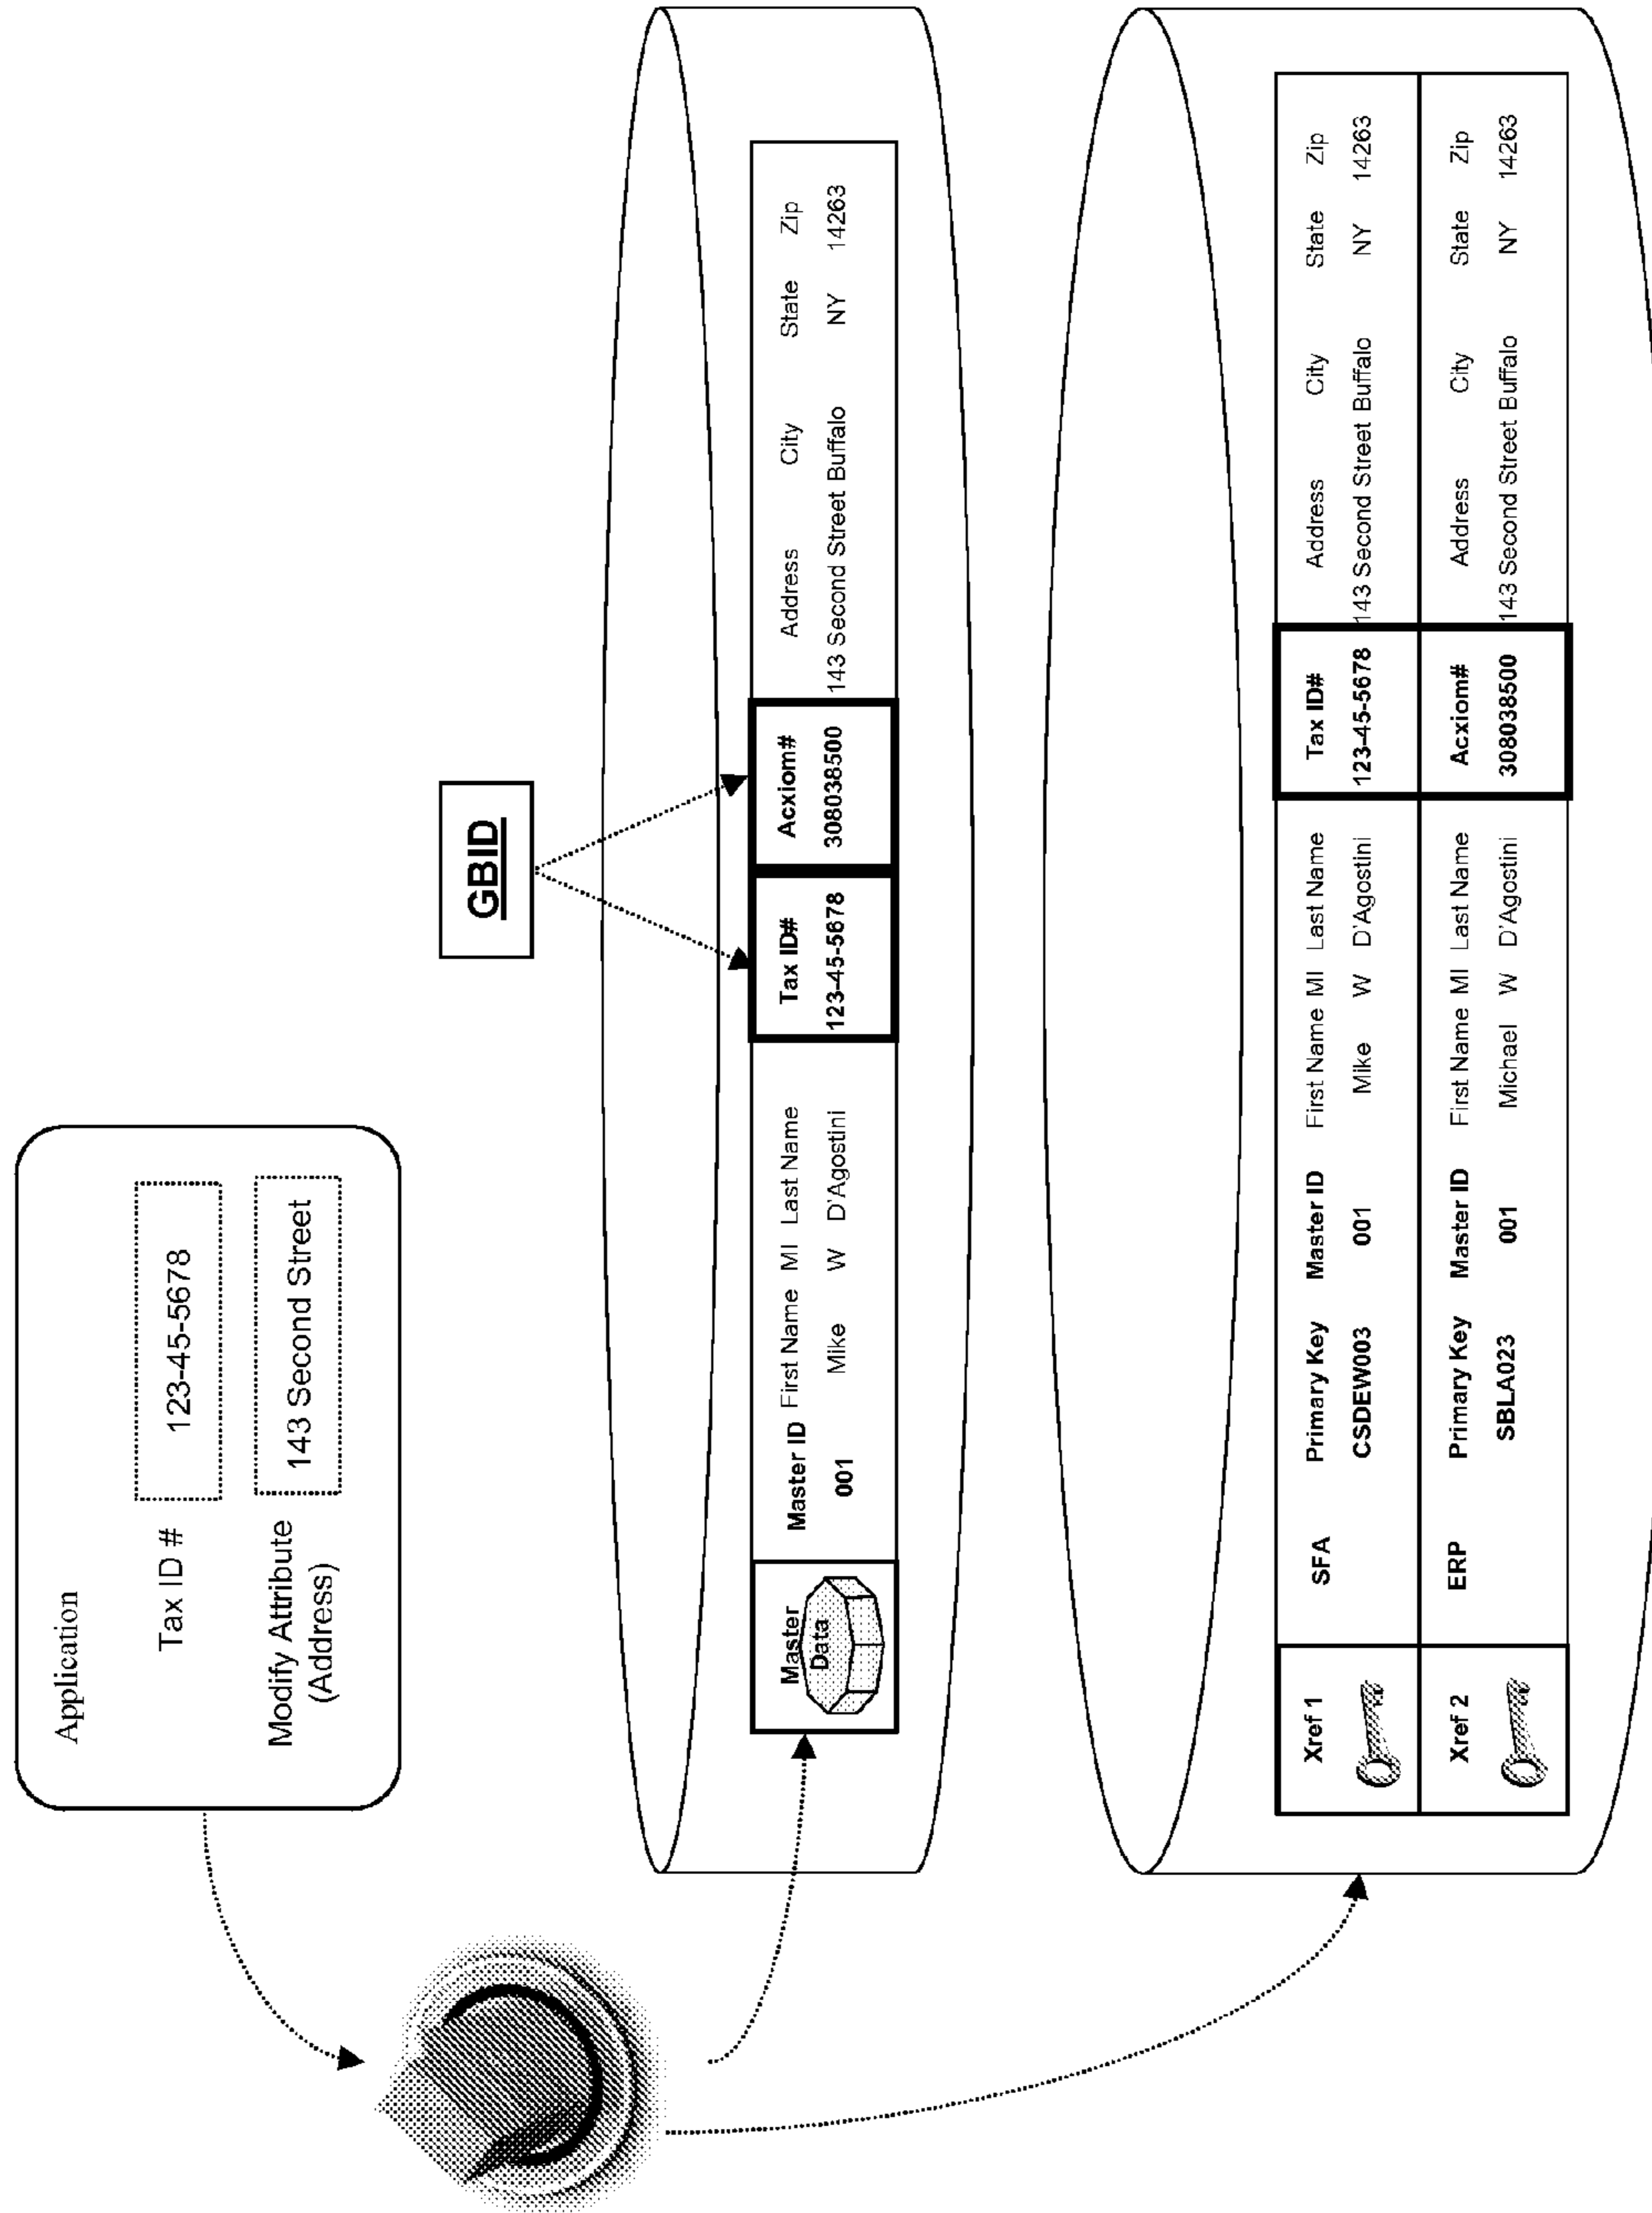 Application
Tax ID # 123-45-5678
Modify Attribute 143 Second Street
(Address)
GBID
Master Data
Master ID First Name MI Last Name Tax ID# Acxiom# Address City State Zip
001 Mike W D'Agostini 123-45-5678 308038500 143 Second Street Buffalo NY 14263
Xref 1 SFA Primary Key Master ID First Name MI Last Name Tax ID# Address City State Zip
CSDEW003 001 Mike W D'Agostini 123-45-5678 143 Second Street Buffalo NY 14263
Xref 2 ERP Primary Key Master ID First Name MI Last Name Acxiom# Address City State Zip
SBLA023 001 Michael W D'Agostini 308038500 143 Second Street Buffalo NY 14263